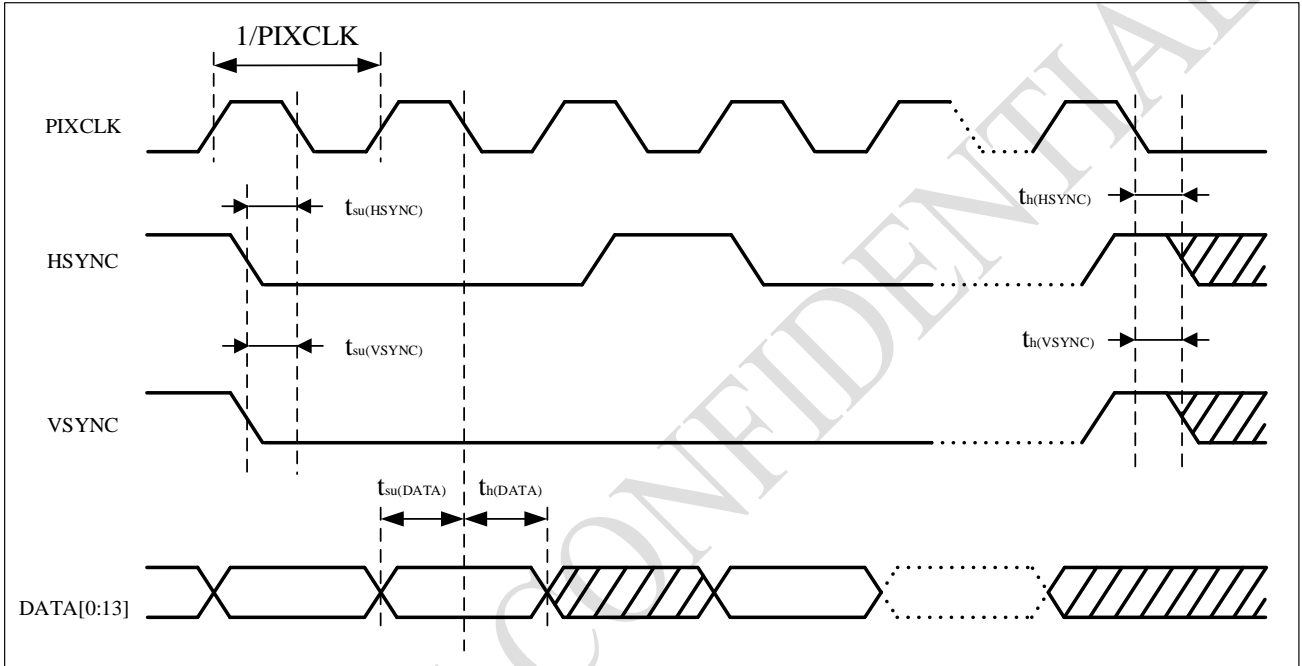 1/PIXCLK
PIXCLK
tsu(HSYNC)
th(HSYNC)
HSYNC
tsu(VSYNC)
th(VSYNC)
VSYNC
tsu(DATA)
th(DATA)
DATA[0:13]
CONFIDENTIAL